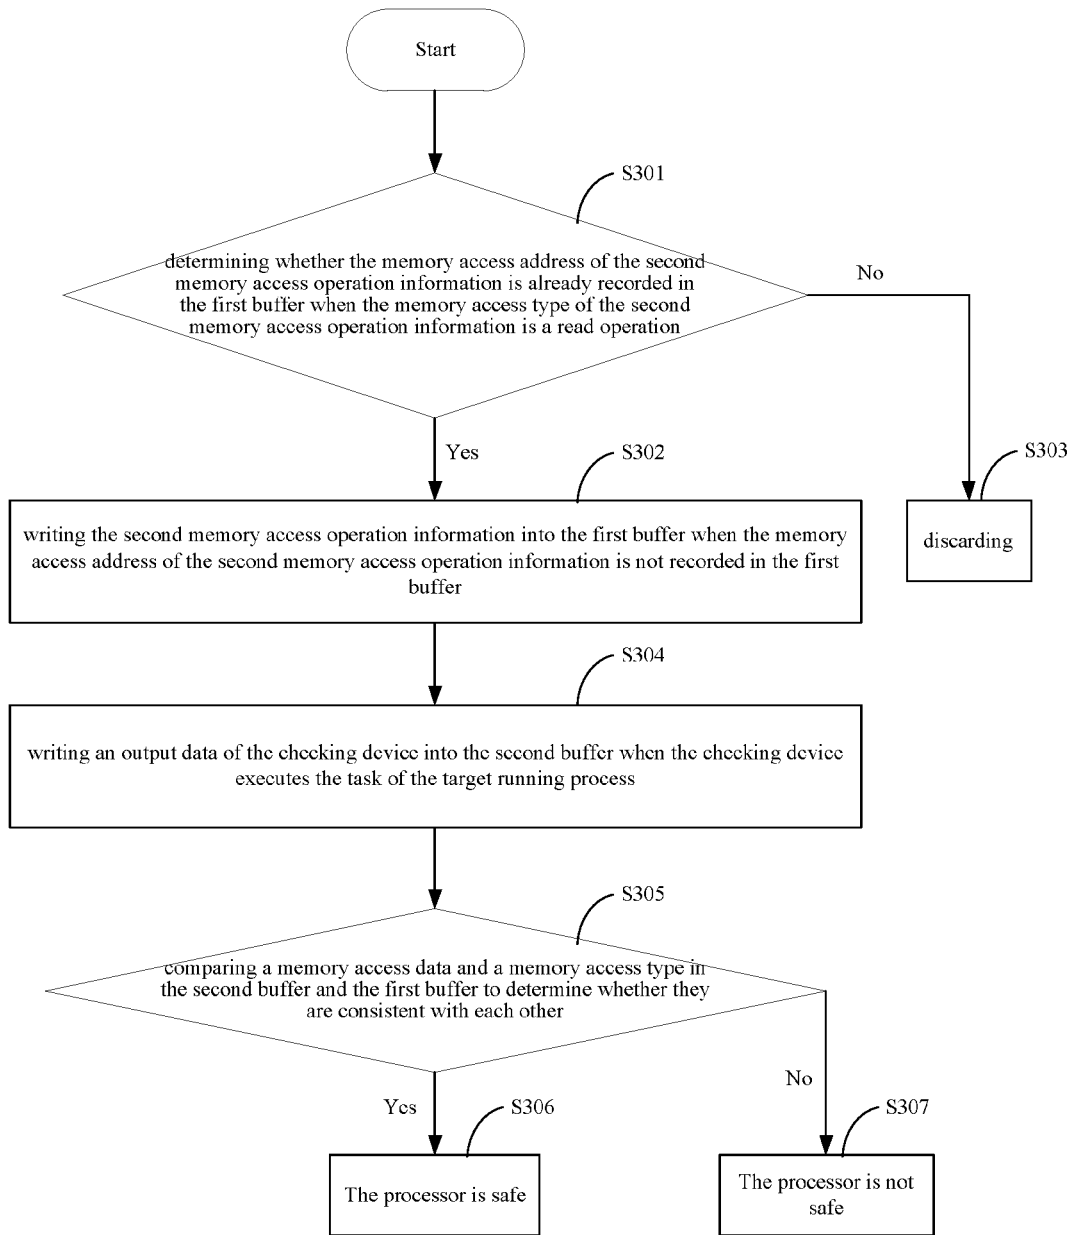 Start
S301
determining whether the memory access address of the second
memory access operation information is already recorded in
the first buffer when the memory access type of the second
memory access operation information is a read operation
No
Yes
S302
S303
writing the second memory access operation information into the first buffer when the memory
access address of the second memory access operation information is not recorded in the first
buffer
discarding
S304
writing an output data of the checking device into the second buffer when the checking device
executes the task of the target running process
S305
comparing a memory access data and a memory access type in
the second buffer and the first buffer to determine whether they
are consistent with each other
Yes
No
S306
S307
The processor is safe
The processor is not
safe